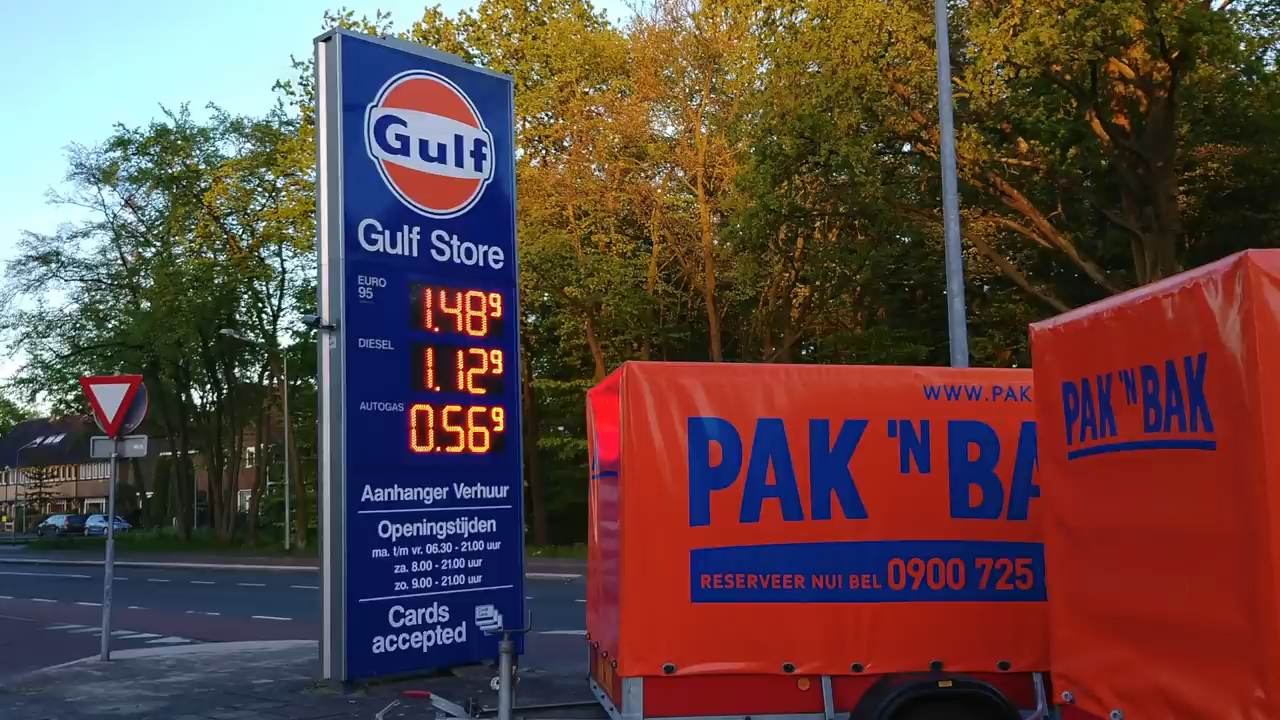 Gulf
Gulf Store
EURO
95
1.489
DIESEL
1.129
AUTOGAS
0.569
Aanhanger Verhuur
Openingstijden
ma. t/m vr. 06.30 - 21.00 uur
za. 8.00 - 21.00 uur
zo. 9.00 - 21.00 uur
Cards
accepted
WWW.PAK
PAK 'N BA
RESERVEER NU! BEL 0900 725
PAK 'N BAK